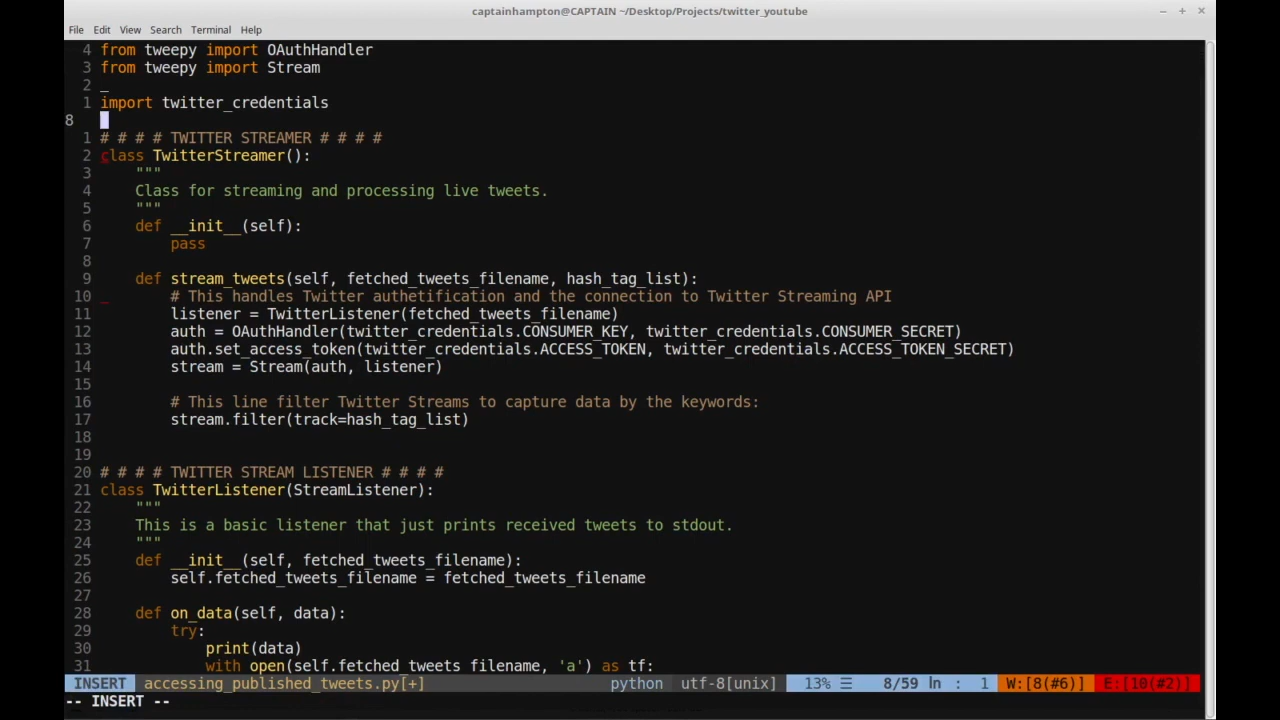 captainhampton@CAPTAIN ~/Desktop/Projects/twitter_youtube
File Edit View Search Terminal Help
4 from tweepy import OAuthHandler
3 from tweepy import Stream
2 _
1 import twitter_credentials
8
1 # # # # TWITTER STREAMER # # # #
2 class TwitterStreamer():
3     """
4     Class for streaming and processing live tweets.
5     """
6     def __init__(self):
7         pass
8
9     def stream_tweets(self, fetched_tweets_filename, hash_tag_list):
10 _       # This handles Twitter authetification and the connection to Twitter Streaming API
11         listener = TwitterListener(fetched_tweets_filename)
12         auth = OAuthHandler(twitter_credentials.CONSUMER_KEY, twitter_credentials.CONSUMER_SECRET)
13         auth.set_access_token(twitter_credentials.ACCESS_TOKEN, twitter_credentials.ACCESS_TOKEN_SECRET)
14         stream = Stream(auth, listener)
15
16         # This line filter Twitter Streams to capture data by the keywords:
17         stream.filter(track=hash_tag_list)
18
19
20 # # # # TWITTER STREAM LISTENER # # # #
21 class TwitterListener(StreamListener):
22     """
23     This is a basic listener that just prints received tweets to stdout.
24     """
25     def __init__(self, fetched_tweets_filename):
26         self.fetched_tweets_filename = fetched_tweets_filename
27
28     def on_data(self, data):
29         try:
30             print(data)
31             with open(self.fetched_tweets_filename, 'a') as tf:
INSERT accessing_published_tweets.py[+] python utf-8[unix] 13% ☰ 8/59 ㏑ : 1 W:[8(#6)] E:[10(#2)]
-- INSERT --